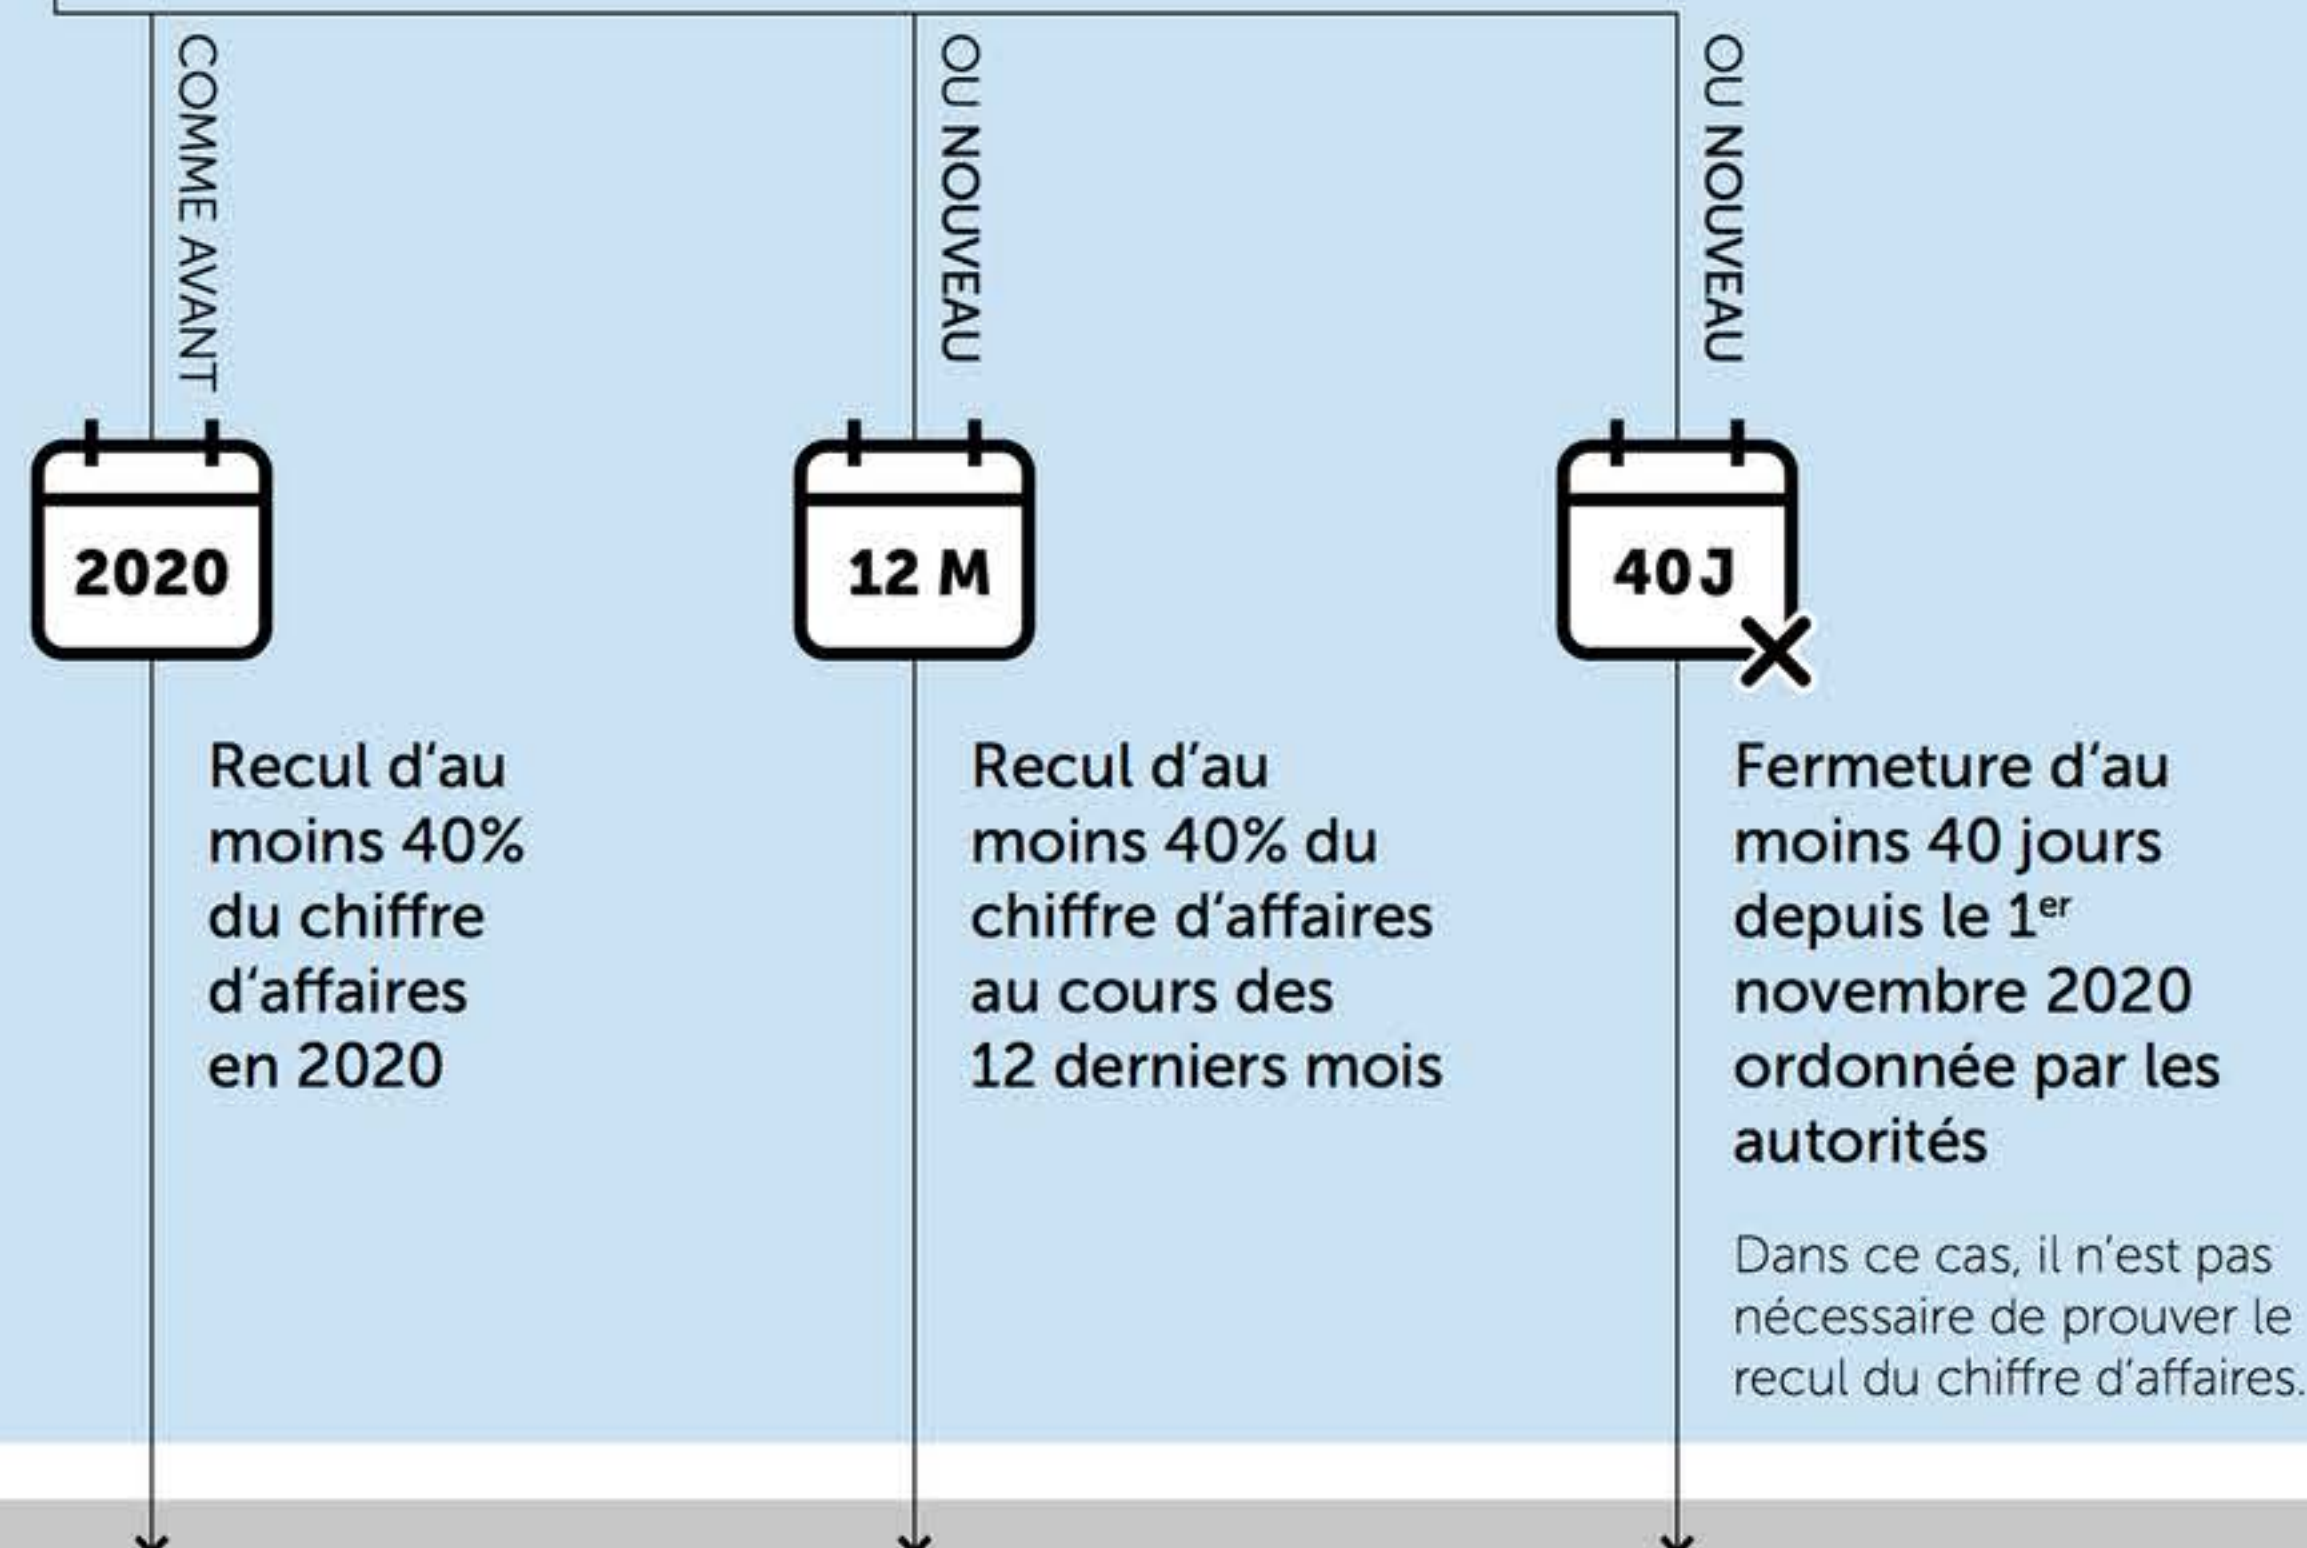 COMME AVANT
2020
Recul d‘au
moins 40%
du chiffre
d‘affaires
en 2020
OU NOUVEAU
12 M
Recul d’au
moins 40% du
chiffre d‘affaires
au cours des
12 derniers mois
OU NOUVEAU
40 J
Fermeture d‘au
moins 40 jours
depuis le 1er
novembre 2020
ordonnée par les
autorités
Dans ce cas, il n’est pas
nécessaire de prouver le
recul du chiffre d’affaires.